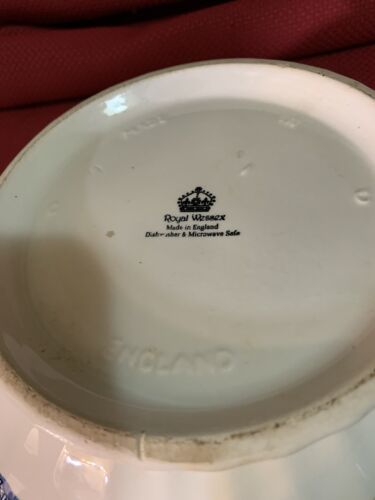 Royal Wessex
Made in England
Dishwasher & Microwave Safe
ENGLAND